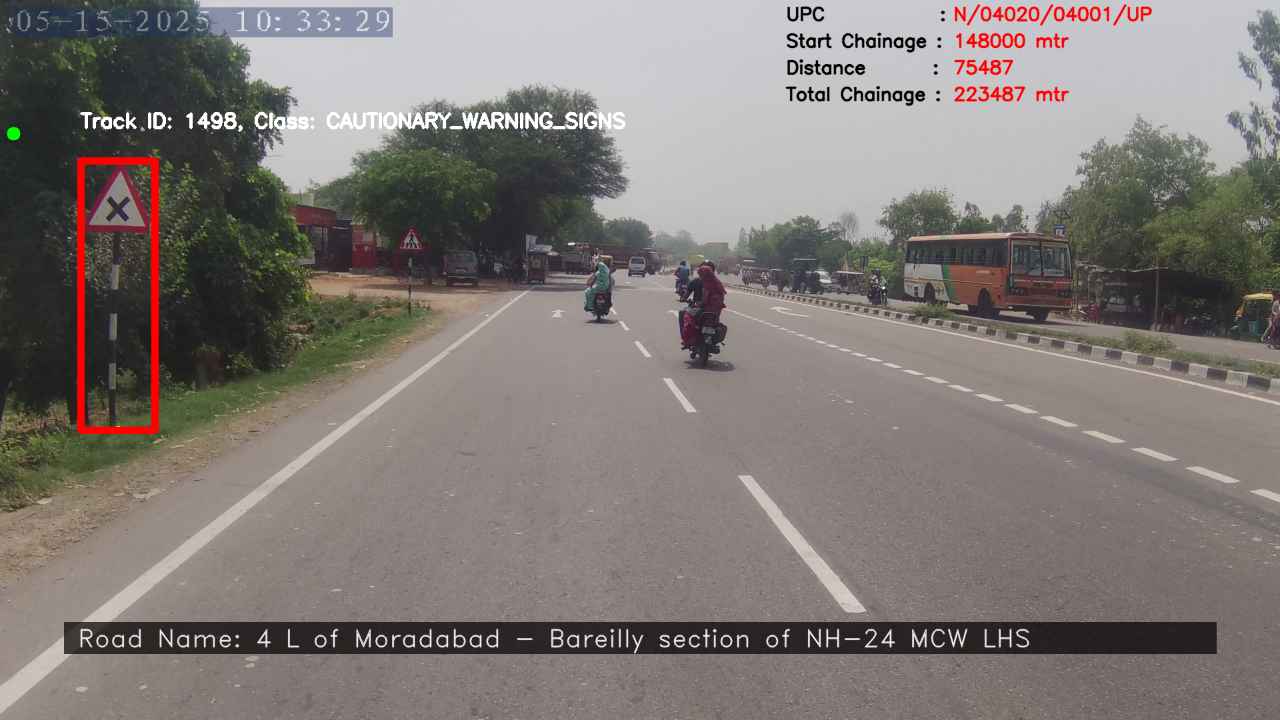 05-15-2025 10:33:29
UPC : N/04020/04001/UP
Start Chainage : 148000 mtr
Distance : 75487
Total Chainage : 223487 mtr
Track ID: 1498, Class: CAUTIONARY_WARNING_SIGNS
Road Name: 4 L of Moradabad - Bareilly section of NH-24 MCW LHS